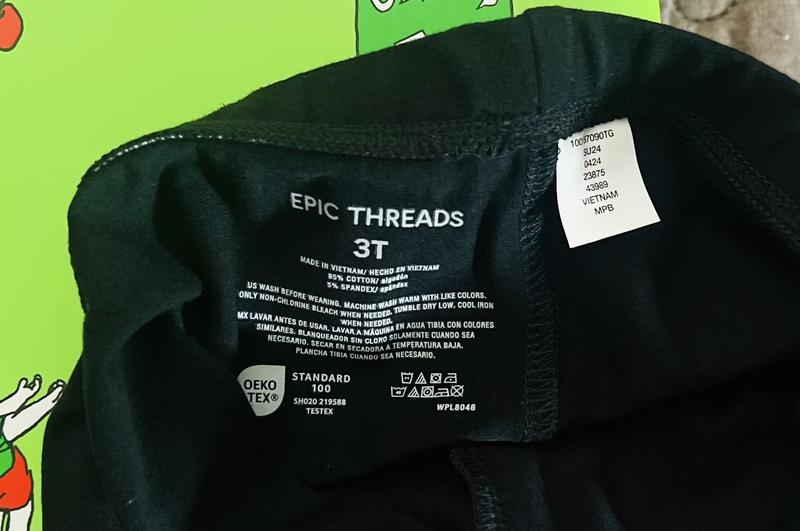 EPIC THREADS
3T
MADE IN VIETNAM/ HECHO EN VIETNAM
95% COTTON/ algodón
5% SPANDEX/ spandex
US WASH BEFORE WEARING. MACHINE WASH WARM WITH LIKE COLORS.
ONLY NON-CHLORINE BLEACH WHEN NEEDED. TUMBLE DRY LOW. COOL IRON
WHEN NEEDED.
MX LAVAR ANTES DE USAR. LAVAR A MÁQUINA EN AGUA TIBIA CON COLORES
SIMILARES. BLANQUEADOR SIN CLORO SOLAMENTE CUANDO SEA
NECESARIO. SECAR EN SECADORA A TEMPERATURA BAJA.
PLANCHA TIBIA CUANDO SEA NECESARIO.
OEKO
TEX®
STANDARD
100
SH020 219588
TESTEX
WPL8046
10087090TG
SU24
0424
23875
43989
VIETNAM
MPB